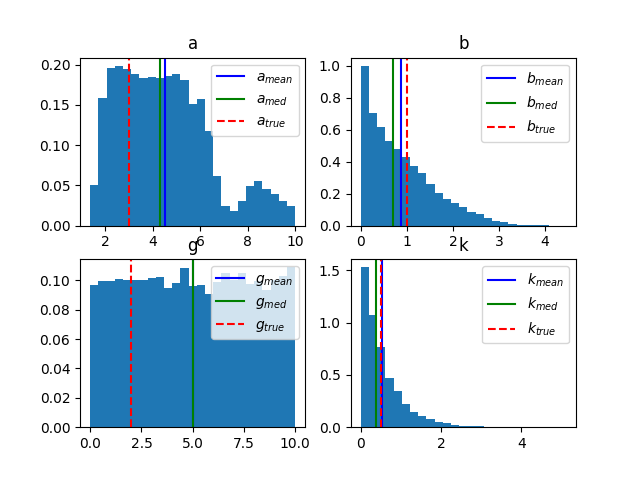 a
0.20
0.15
0.10
0.05
0.00
2
4
6
8
10
a_mean
a_med
a_true
b
1.0
0.8
0.6
0.4
0.2
0.0
0
1
2
3
4
b_mean
b_med
b_true
g
0.10
0.08
0.06
0.04
0.02
0.00
0.0
2.5
5.0
7.5
10.0
g_mean
g_med
g_true
k
1.5
1.0
0.5
0.0
0
2
4
k_mean
k_med
k_true